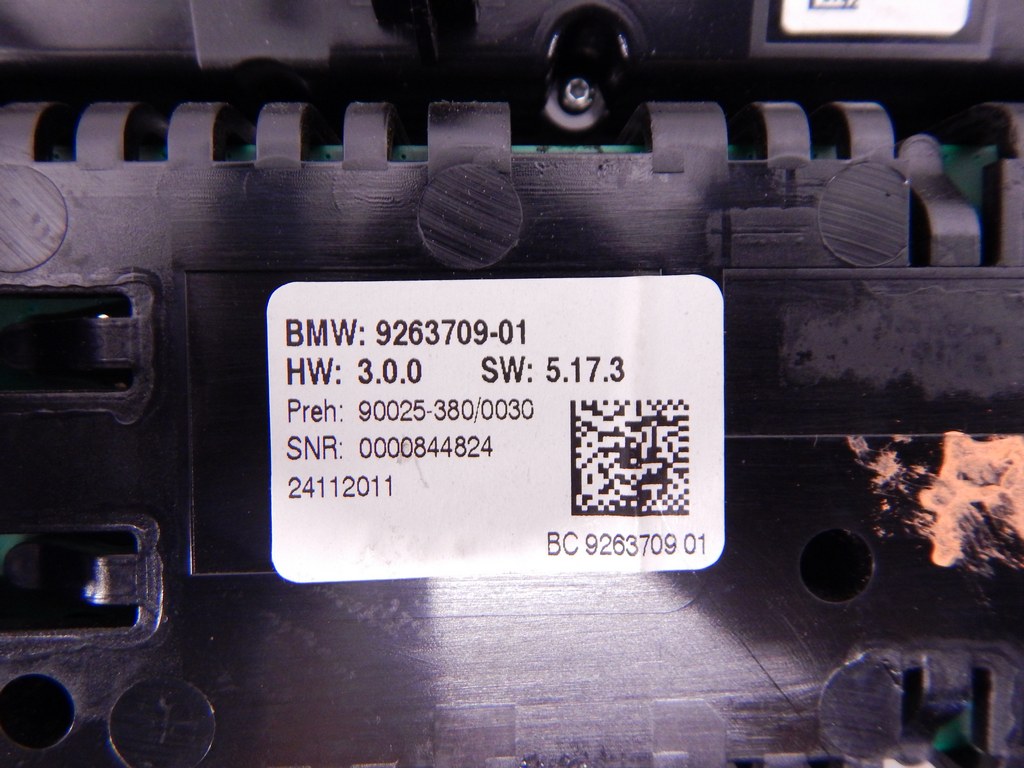 BMW: 9263709-01
HW: 3.0.0 SW: 5.17.3
Preh: 90025-380/0030
SNR: 0000844824
24112011
BC 9263709 01